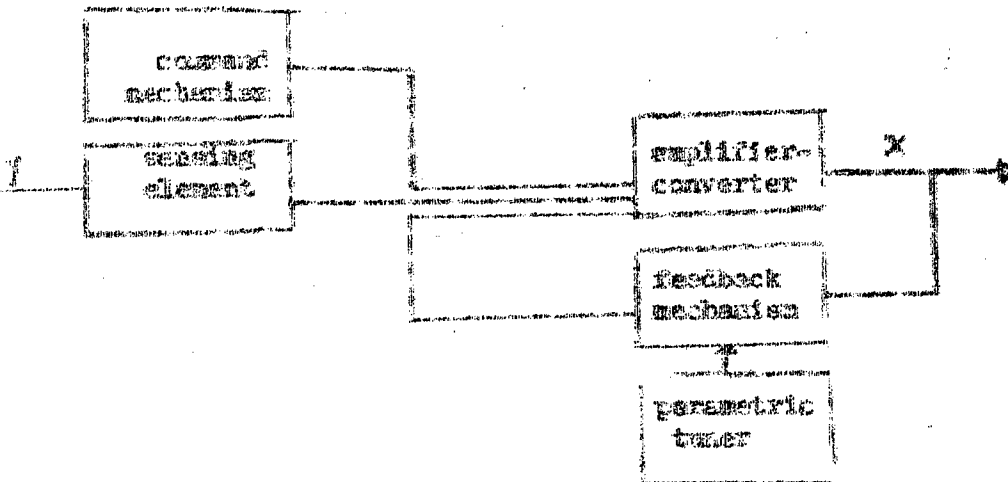 command
mechanism
Y
sensing
element
amplifier-
converter
X
feedback
mechanism
parametric
tuner